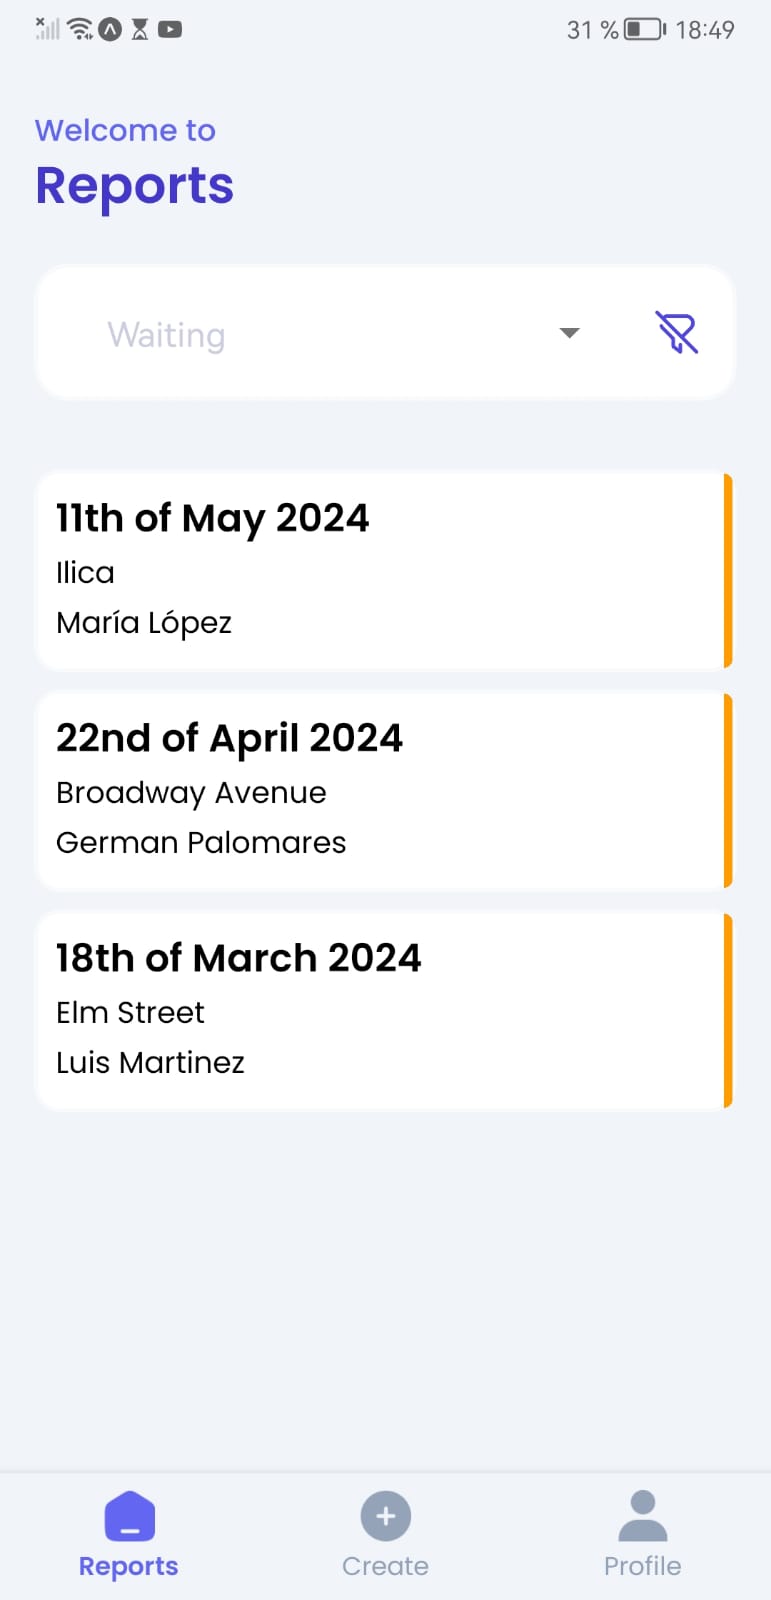 31 % 18:49
Welcome to
Reports
Waiting
11th of May 2024
Ilica
María López
22nd of April 2024
Broadway Avenue
German Palomares
18th of March 2024
Elm Street
Luis Martinez
Reports Create Profile